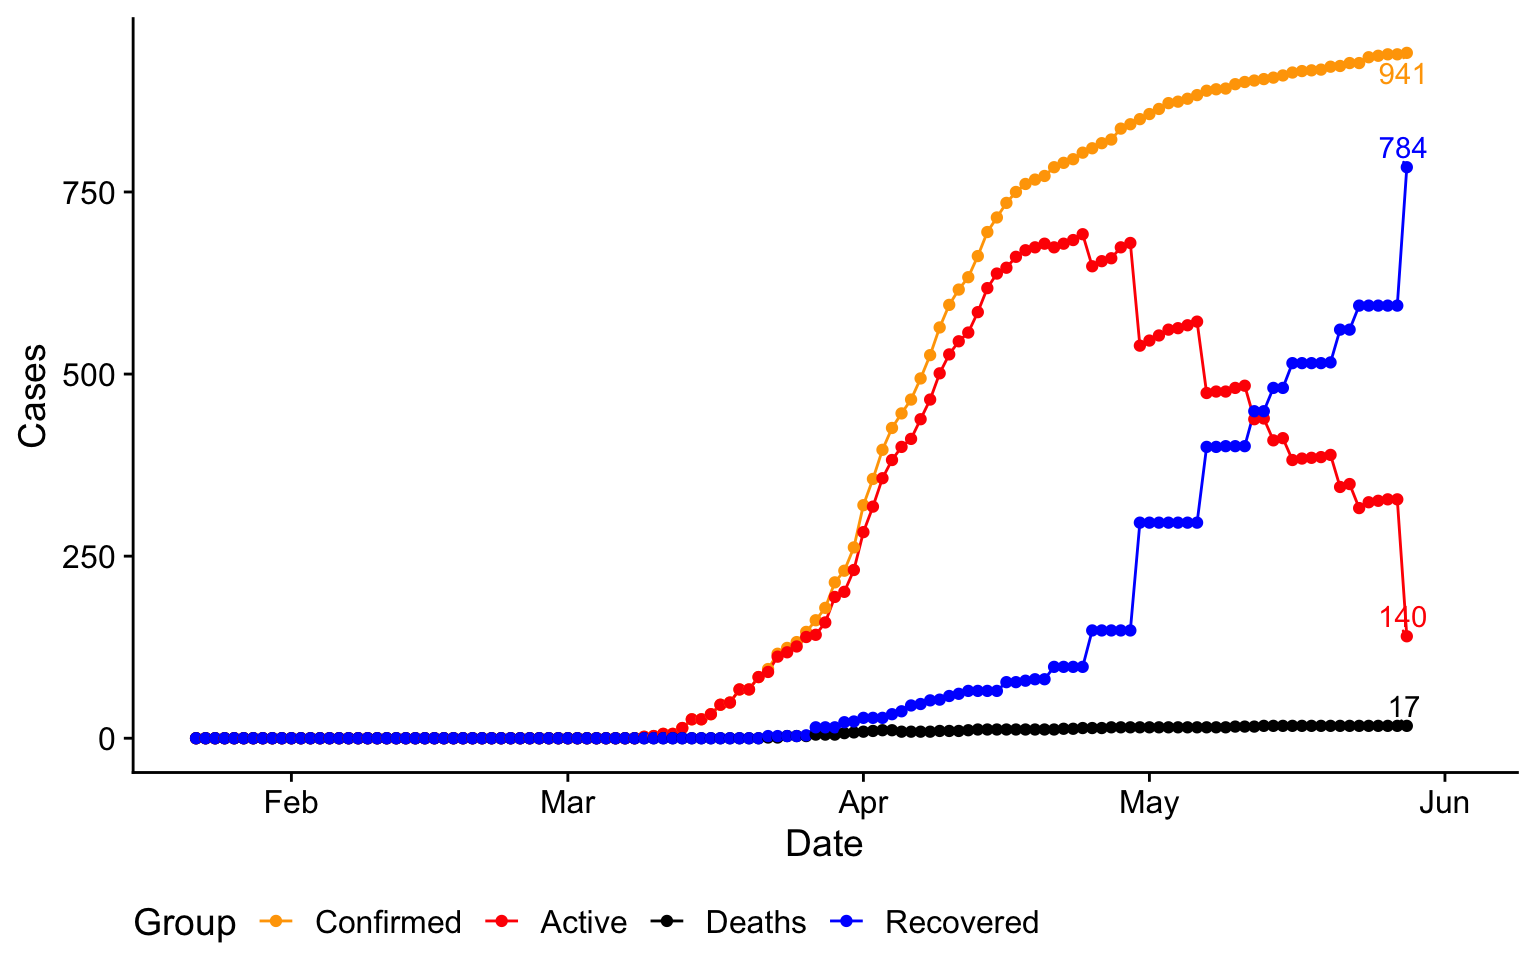 941
784
750
500
Cases
250
140
17
0
Feb Mar Apr May Jun
Date
Group Confirmed Active Deaths Recovered